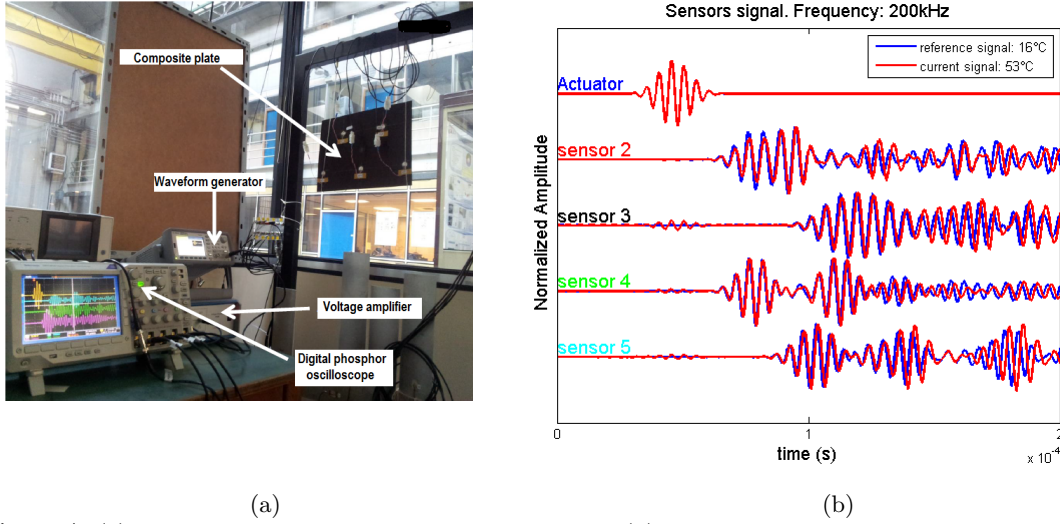 Composite plate
Waveform generator
Voltage amplifier
Digital phosphor
oscilloscope
(a)
Sensors signal. Frequency: 200kHz
reference signal: 16°C
current signal: 53°C
Actuator
sensor 2
sensor 3
sensor 4
sensor 5
Normalized Amplitude
0
1
2
x 10⁻⁴
time (s)
(b)